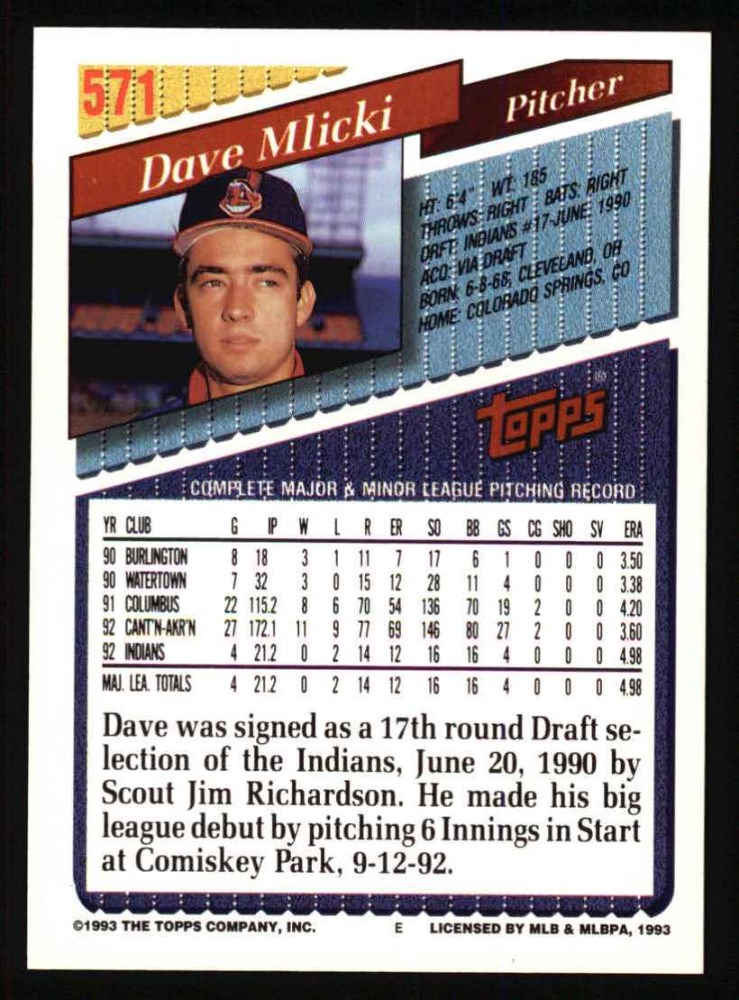 571
Dave Mlicki
Pitcher
HT: 6'4" WT: 185
THROWS: RIGHT BATS: RIGHT
DRFT: INDIANS #17-JUNE, 1990
ACQ: VIA DRAFT
BORN: 6-8-68, CLEVELAND, OH
HOME: COLORADO SPRINGS, CO
topps®
COMPLETE MAJOR & MINOR LEAGUE PITCHING RECORD
YR CLUB G IP W L R ER SO BB GS CG SHO SV ERA
90 BURLINGTON 8 18 3 1 11 7 17 6 1 0 0 0 3.50
90 WATERTOWN 7 32 3 0 15 12 28 11 4 0 0 0 3.38
91 COLUMBUS 22 115.2 8 6 70 54 136 70 19 2 0 0 4.20
92 CANT'N-AKR'N 27 172.1 11 9 77 69 146 80 27 2 0 0 3.60
92 INDIANS 4 21.2 0 2 14 12 16 16 4 0 0 0 4.98
MAJ. LEA. TOTALS 4 21.2 0 2 14 12 16 16 4 0 0 0 4.98
Dave was signed as a 17th round Draft se-
lection of the Indians, June 20, 1990 by
Scout Jim Richardson. He made his big
league debut by pitching 6 Innings in Start
at Comiskey Park, 9-12-92.
©1993 THE TOPPS COMPANY, INC. E LICENSED BY MLB & MLBPA, 1993